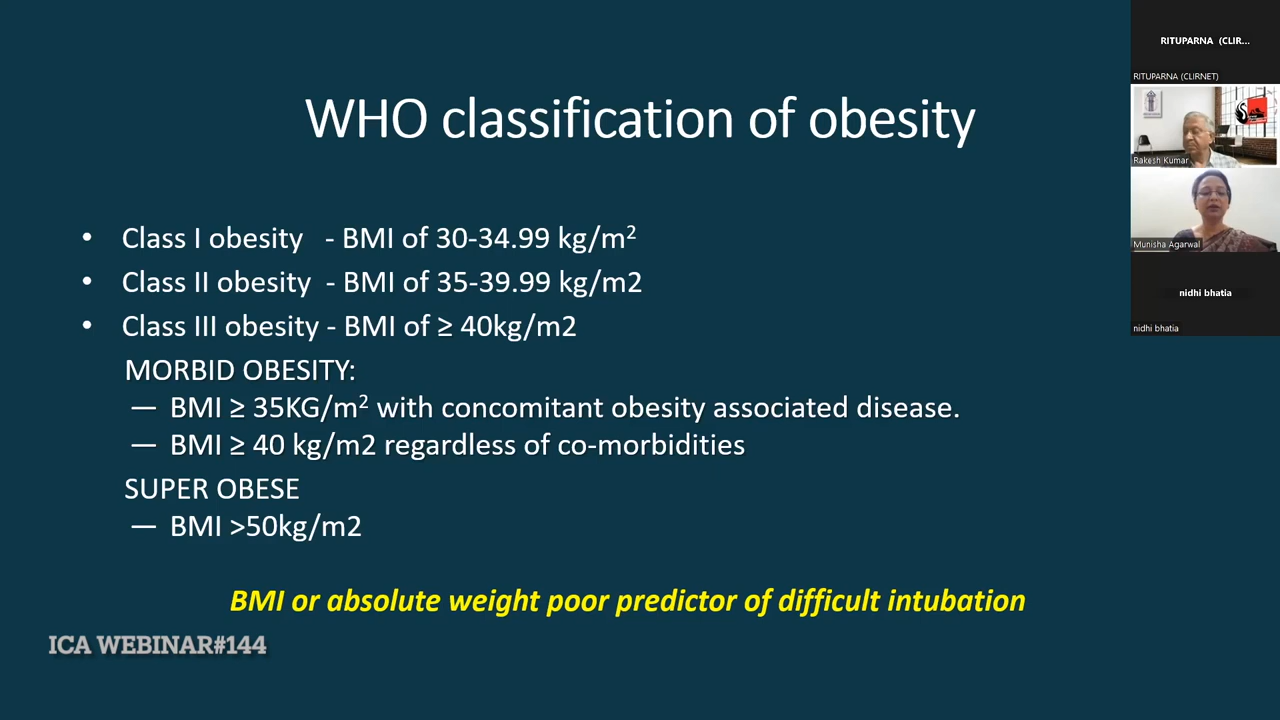 WHO classification of obesity
• Class I obesity - BMI of 30-34.99 kg/m²
• Class II obesity - BMI of 35-39.99 kg/m2
• Class III obesity - BMI of ≥ 40kg/m2
MORBID OBESITY:
— BMI ≥ 35KG/m² with concomitant obesity associated disease.
— BMI ≥ 40 kg/m2 regardless of co-morbidities
SUPER OBESE
— BMI >50kg/m2
BMI or absolute weight poor predictor of difficult intubation
ICA WEBINAR#144
RITUPARNA (CLIR...
RITUPARNA (CLIRNET)
Rakesh Kumar
Munisha Agarwal
nidhi bhatia
nidhi bhatia